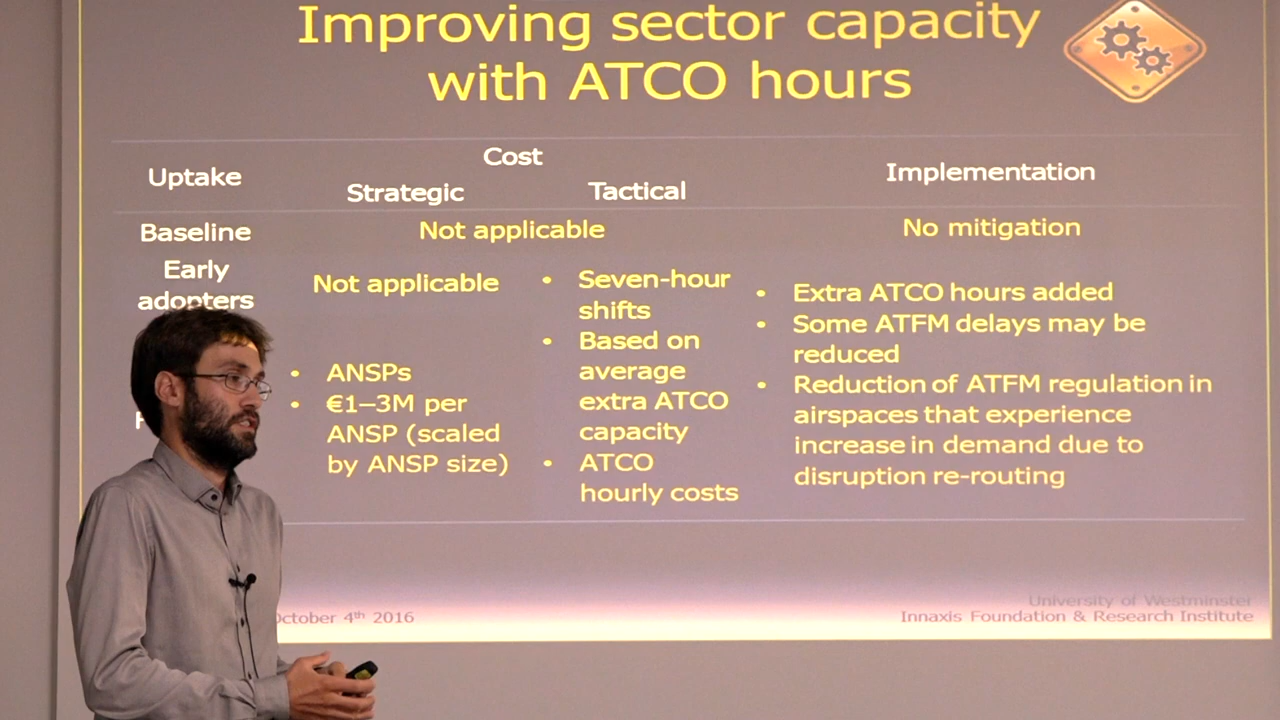 Improving sector capacity
with ATCO hours
Uptake
Cost
Strategic
Tactical
Implementation
Baseline
Not applicable
No mitigation
Early
adopters
Not applicable
• Seven-hour
shifts
• Based on
average
extra ATCO
capacity
• ATCO
hourly costs
• ANSPs
• €1–3M per
ANSP (scaled
by ANSP size)
• Extra ATCO hours added
• Some ATFM delays may be
reduced
• Reduction of ATFM regulation in
airspaces that experience
increase in demand due to
disruption re-routing
October 4th 2016
University of Westminster
Innaxis Foundation & Research Institute